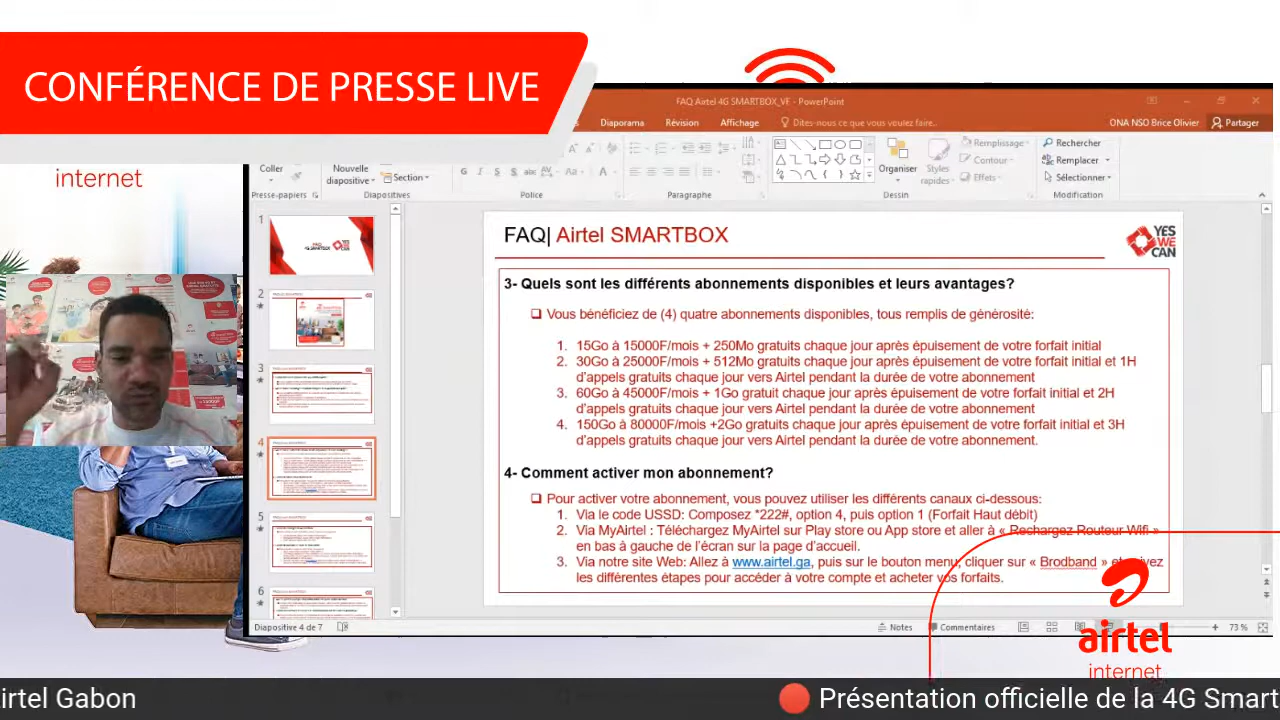 CONFÉRENCE DE PRESSE LIVE
internet
FAQ Airtel 4G SMARTBOX_VF - PowerPoint
Diaporama Révision Affichage Dites-nous ce que vous voulez faire.. ONA NSO Brice Olivier Partager
Coller
Presse-papiers
Nouvelle
diapositive
Section
Diapositives
Police
Paragraphe
Organiser
Styles
rapides
Remplissage
Contour
Effets
Dessin
Rechercher
Remplacer
Sélectionner
Modification
1
2
3
4
5
6
FAQ| Airtel SMARTBOX
YES
WE
CAN
3- Quels sont les différents abonnements disponibles et leurs avantages?
Vous bénéficiez de (4) quatre abonnements disponibles, tous remplis de générosité:
1. 15Go à 15000F/mois + 250Mo gratuits chaque jour après épuisement de votre forfait initial
2. 30Go à 25000F/mois + 512Mo gratuits chaque jour après épuisement de votre forfait initial et 1H
d'appels gratuits chaque jour vers Airtel pendant la durée de votre abonnement
3. 60Go à 45000F/mois + 1Go gratuit chaque jour après épuisement de votre forfait initial et 2H
d'appels gratuits chaque jour vers Airtel pendant la durée de votre abonnement
4. 150Go à 80000F/mois +2Go gratuits chaque jour après épuisement de votre forfait initial et 3H
d'appels gratuits chaque jour vers Airtel pendant la durée de votre abonnement.
4- Comment activer mon abonnement?
Pour activer votre abonnement, vous pouvez utiliser les différents canaux ci-dessous:
1. Via le code USSD: Composez *222#, option 4, puis option 1 (Forfait Haut débit)
2. Via MyAirtel : Téléchargez MyAirtel sur Play store ou App store et aller à « Rechargez Routeur Wifi »
en bas à gauche de l'écran sur la page d'accueil.
3. Via notre site Web: Allez à www.airtel.ga, puis sur le bouton menu, cliquer sur « Brodband »
les différentes étapes pour accéder à votre compte et acheter vos forfaits.
Diapositive 4 de 7
Notes
Commentaires
73 %
airtel
internet
irtel Gabon
Présentation officielle de la 4G Smart